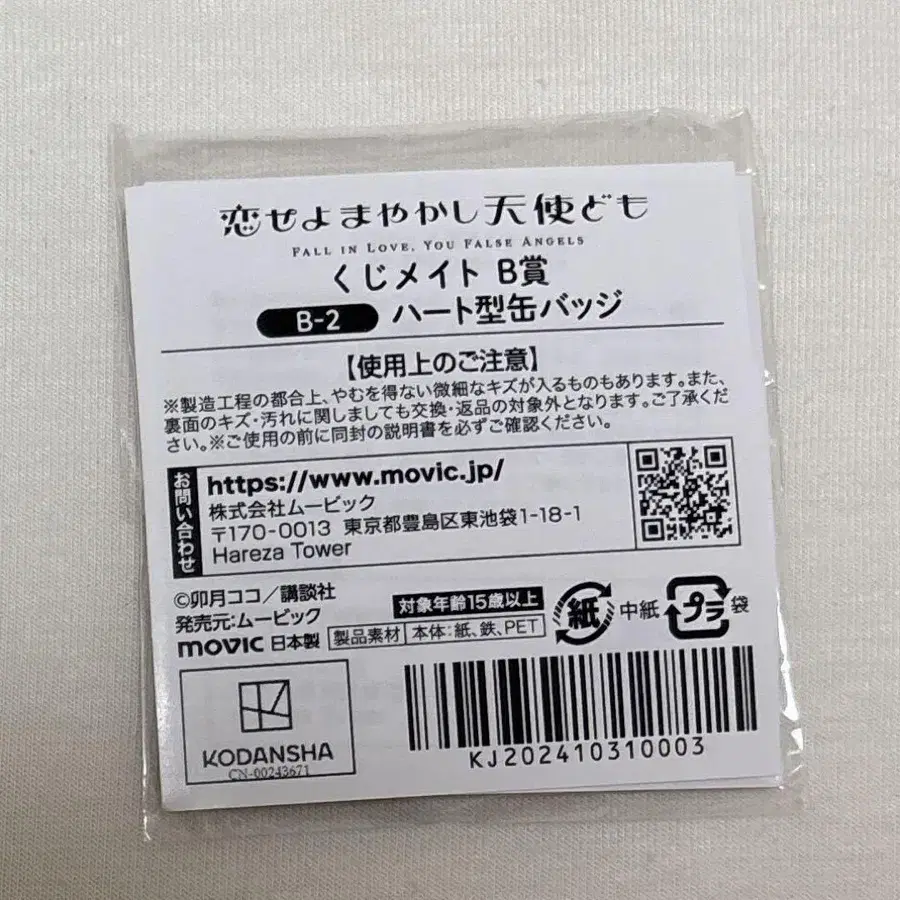 恋せよまやかし天使ども
FALL IN LOVE, YOU FALSE ANGELS
くじメイト B賞
B-2 ハート型缶バッジ
【使用上のご注意】
※製造工程の都合上、やむを得ない微細なキズが入るものもあります。また、
裏面のキズ・汚れに関しましても交換・返品の対象外となります。ご了承くだ
さい。※ご使用の前に同封の説明書を必ずご確認ください。
お問い合わせ
https://www.movic.jp/
株式会社ムービック
〒170-0013 東京都豊島区東池袋1-18-1
Hareza Tower
©卯月ココ/講談社
発売元:ムービック
対象年齢15歳以上
movic 日本製 製品素材 本体:紙、鉄、PET
紙 中紙 プラ 袋
KODANSHA
CN-00243671
KJ202410310003